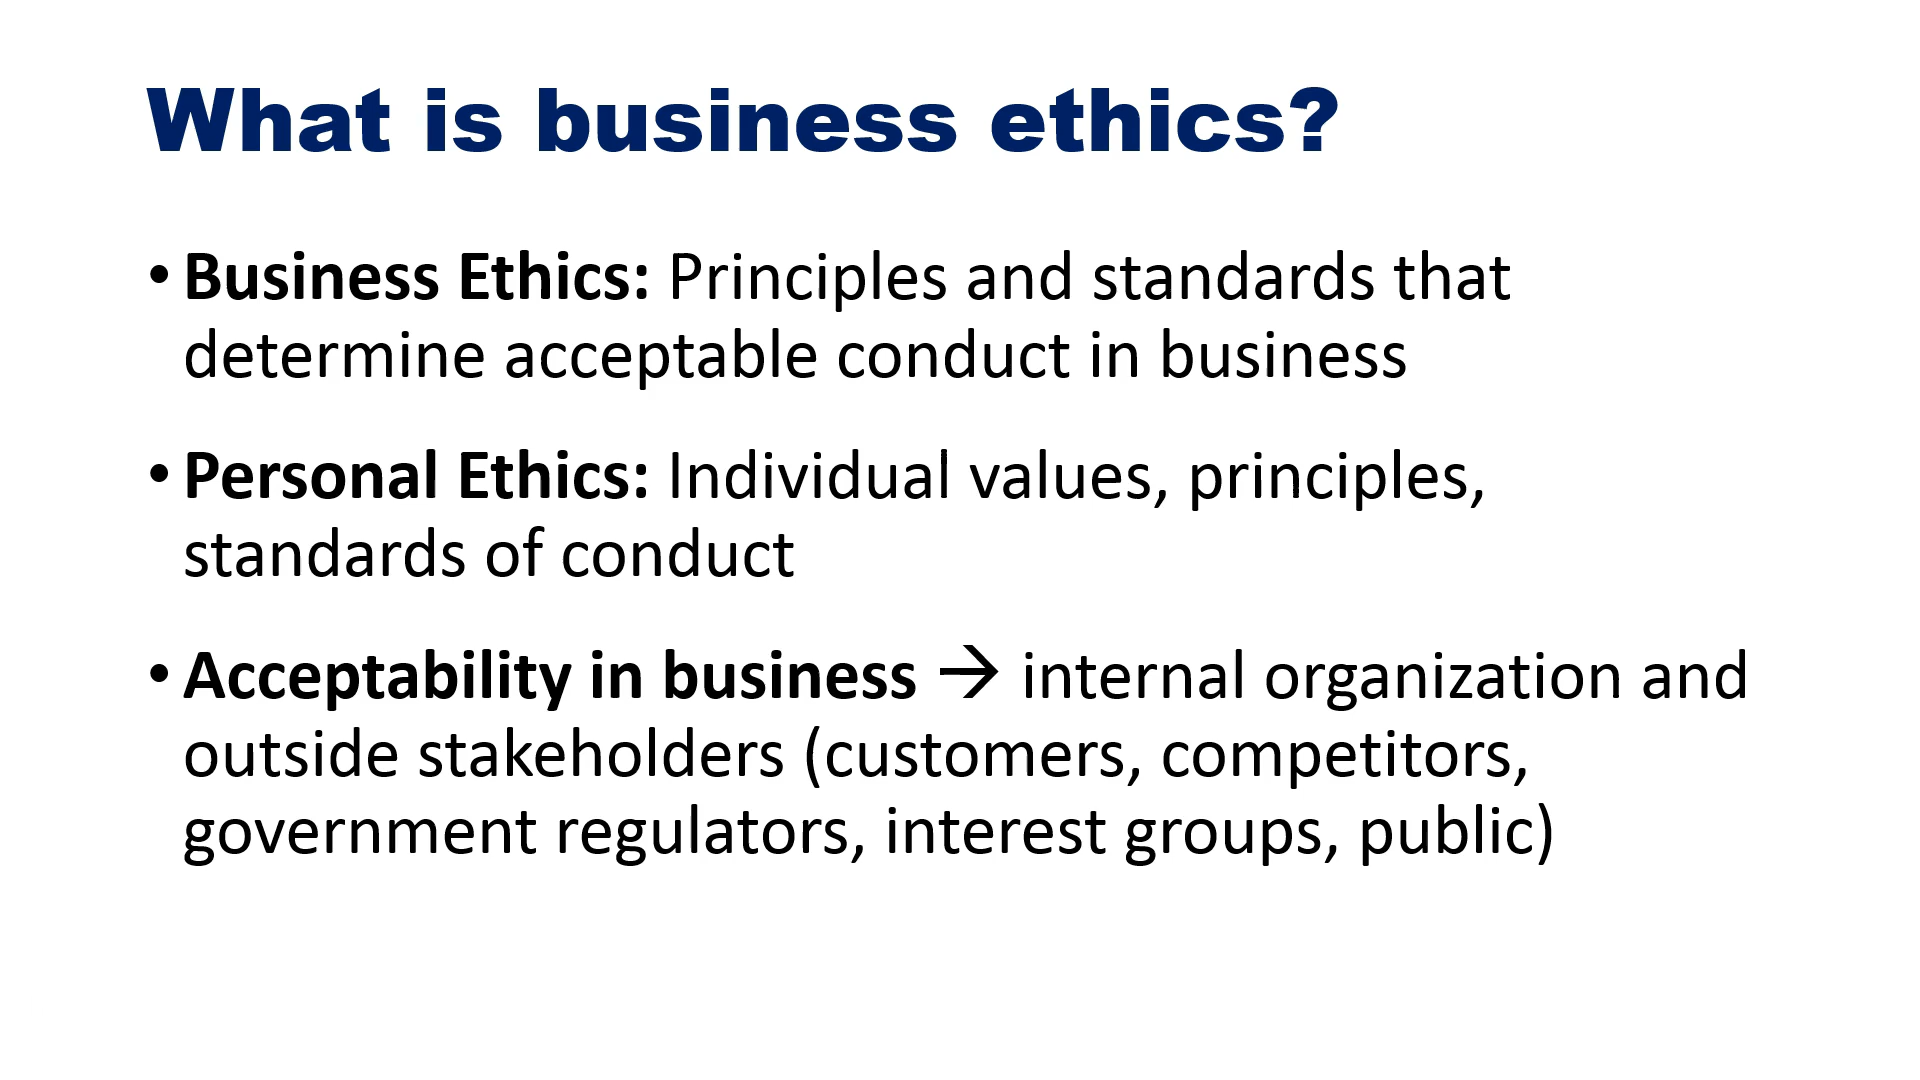 What is business ethics?
• Business Ethics: Principles and standards that
determine acceptable conduct in business
• Personal Ethics: Individual values, principles,
standards of conduct
• Acceptability in business → internal organization and
outside stakeholders (customers, competitors,
government regulators, interest groups, public)